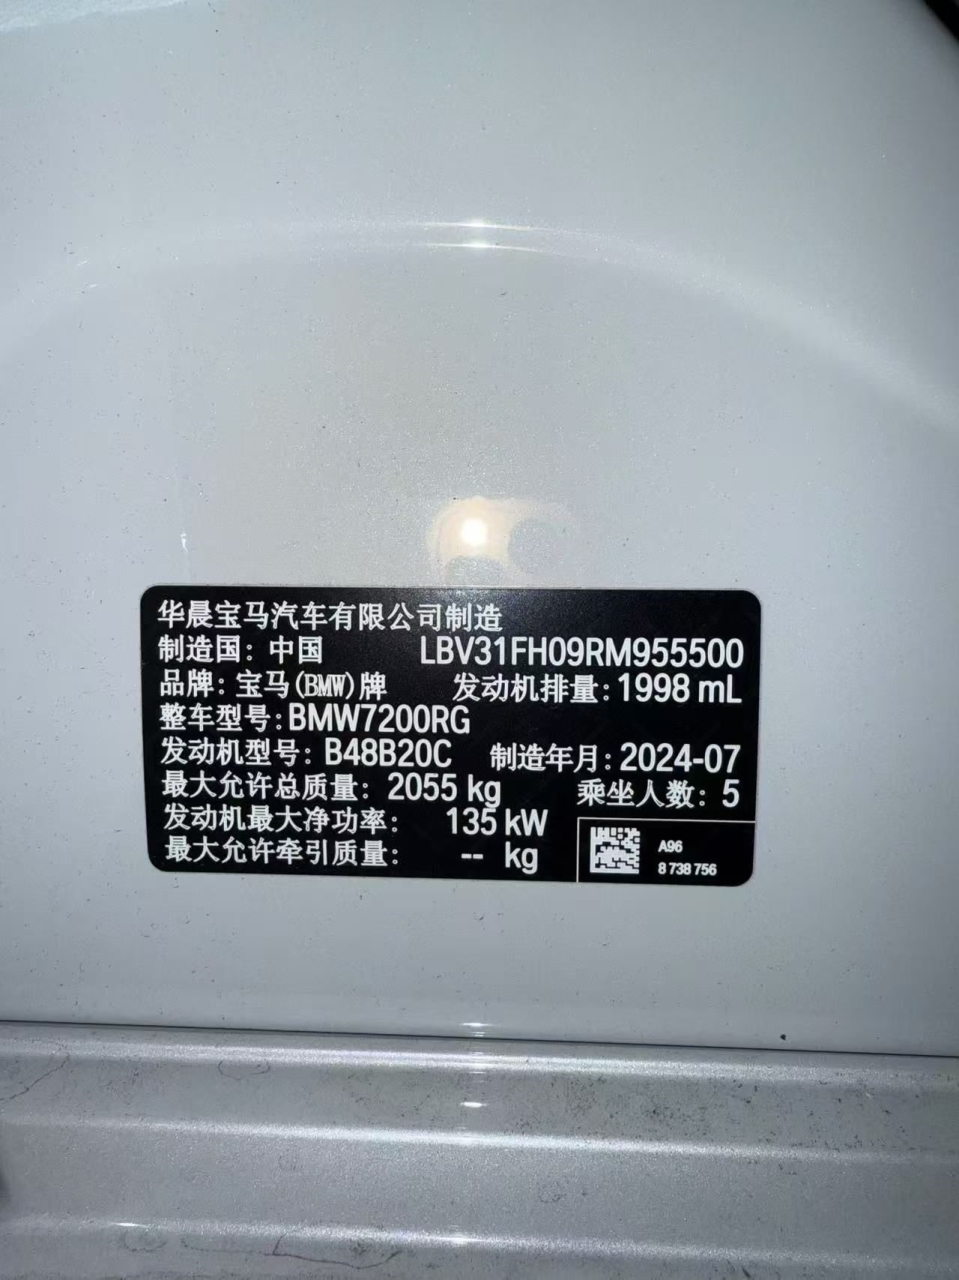 华晨宝马汽车有限公司制造
制造国：中国 LBV31FH09RM955500
品牌：宝马(BMW)牌 发动机排量：1998 mL
整车型号：BMW7200RG
发动机型号：B48B20C 制造年月：2024-07
最大允许总质量：2055 kg 乘坐人数：5
发动机最大净功率：135 kW
最大允许牵引质量：-- kg
A96
8 738 756